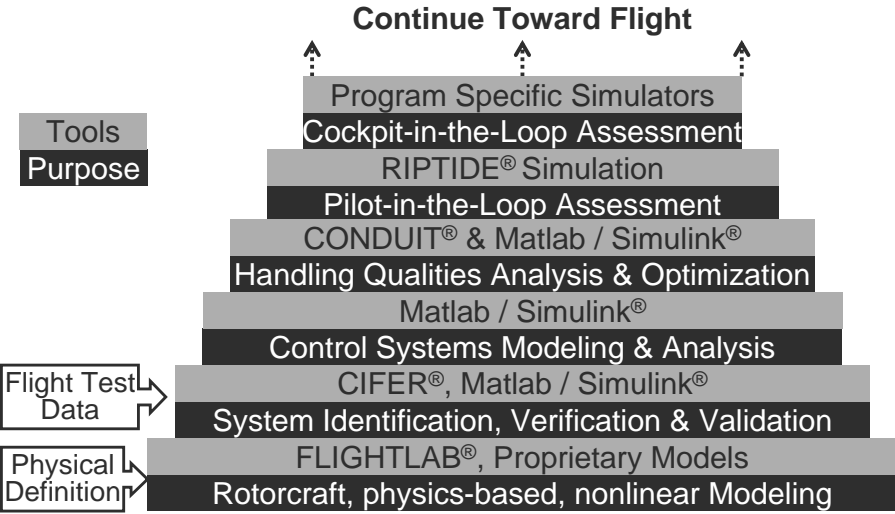 Continue Toward Flight
Program Specific Simulators
Cockpit-in-the-Loop Assessment
Tools
Purpose
RIPTIDE® Simulation
Pilot-in-the-Loop Assessment
CONDUIT® & Matlab / Simulink®
Handling Qualities Analysis & Optimization
Matlab / Simulink®
Control Systems Modeling & Analysis
Flight Test
Data
CIFER®, Matlab / Simulink®
System Identification, Verification & Validation
Physical
Definition
FLIGHTLAB®, Proprietary Models
Rotorcraft, physics-based, nonlinear Modeling